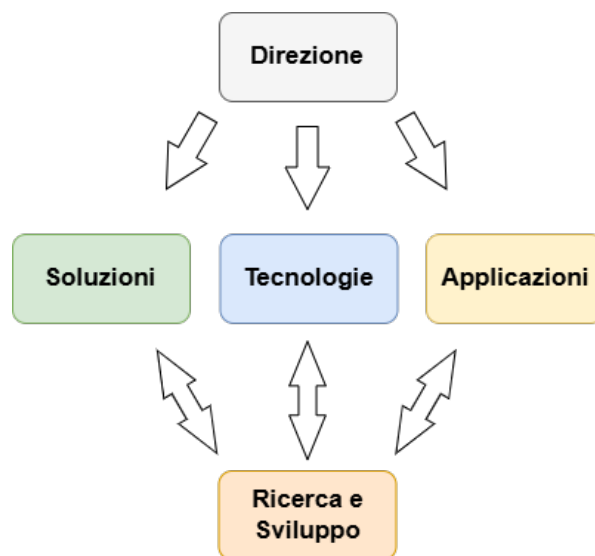 Direzione
Soluzioni
Tecnologie
Applicazioni
Ricerca e
Sviluppo